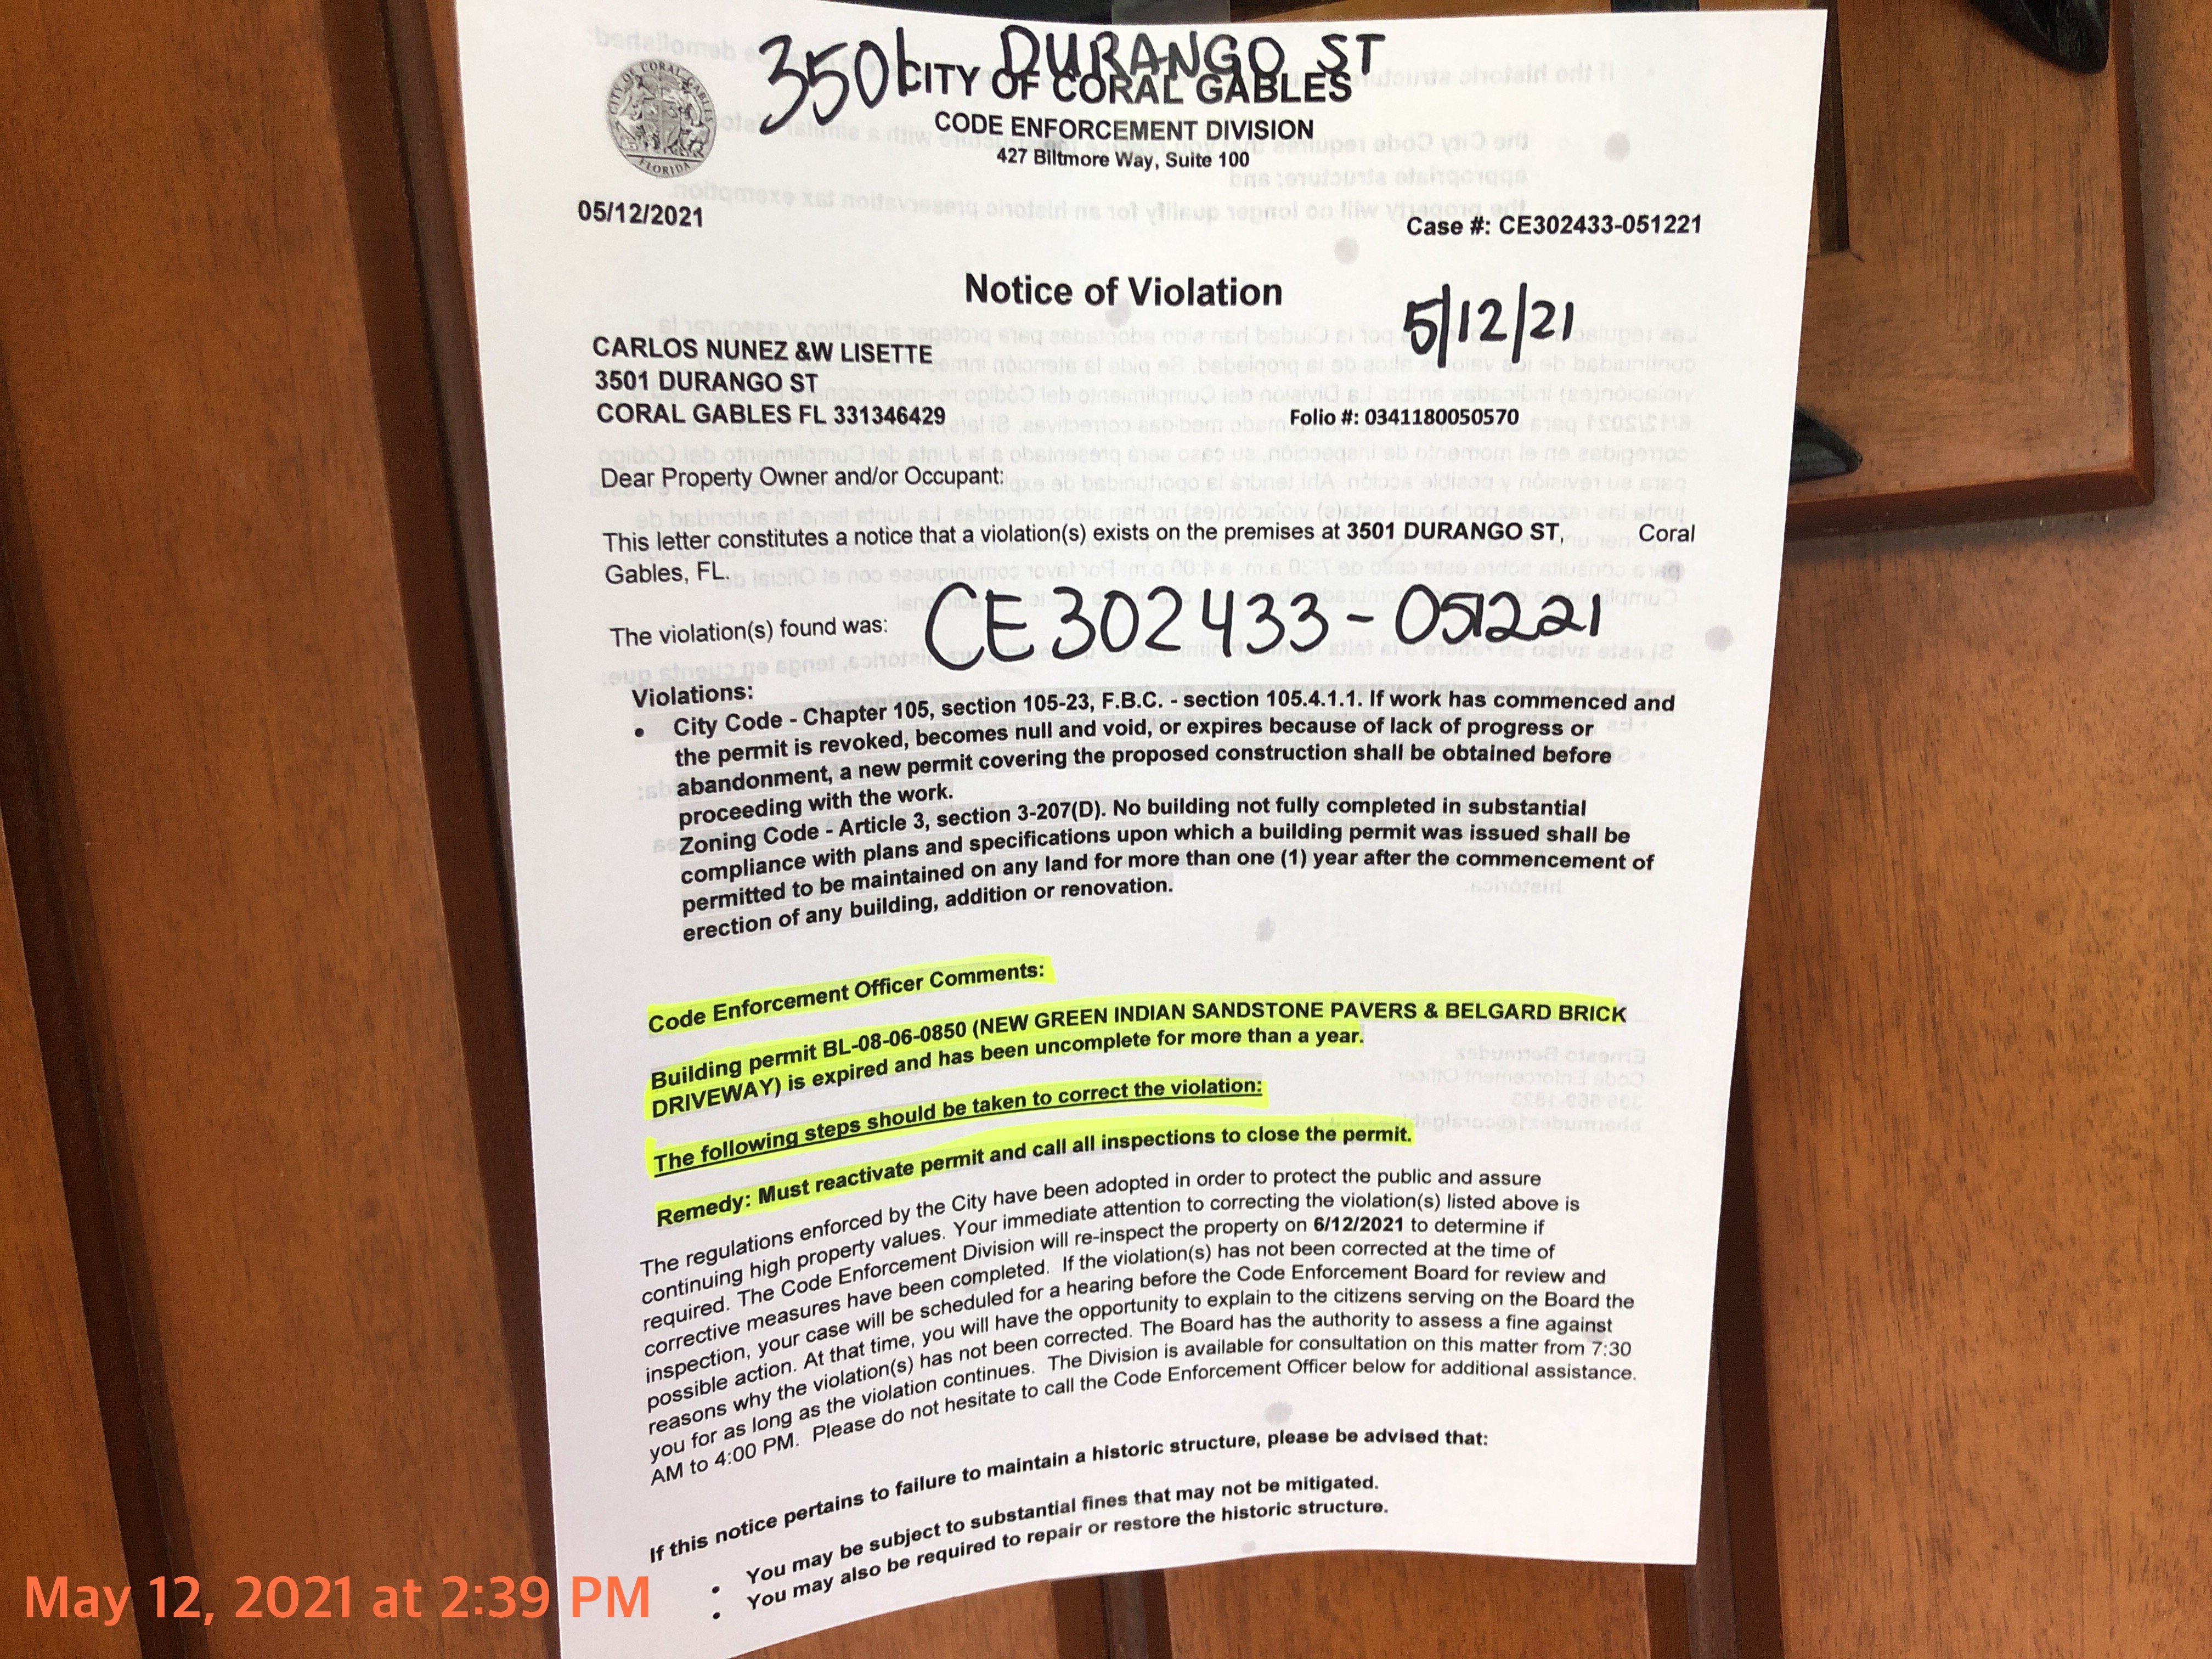 3501 DURANGO ST
CITY OF CORAL GABLES
CODE ENFORCEMENT DIVISION
427 Biltmore Way, Suite 100
CITY OF CORAL GABLES
FLORIDA
05/12/2021
Case #: CE302433-051221
Notice of Violation
5/12/21
CARLOS NUNEZ &W LISETTE
3501 DURANGO ST
CORAL GABLES FL 331346429
Folio #: 0341180050570
Dear Property Owner and/or Occupant:
This letter constitutes a notice that a violation(s) exists on the premises at 3501 DURANGO ST, Coral
Gables, FL.
CE302433-051221
The violation(s) found was:
Violations:
• City Code - Chapter 105, section 105-23, F.B.C. - section 105.4.1.1. If work has commenced and
the permit is revoked, becomes null and void, or expires because of lack of progress or
abandonment, a new permit covering the proposed construction shall be obtained before
proceeding with the work.
Zoning Code - Article 3, section 3-207(D). No building not fully completed in substantial
compliance with plans and specifications upon which a building permit was issued shall be
permitted to be maintained on any land for more than one (1) year after the commencement of
erection of any building, addition or renovation.
Code Enforcement Officer Comments:
Building permit BL-08-06-0850 (NEW GREEN INDIAN SANDSTONE PAVERS & BELGARD BRICK
DRIVEWAY) is expired and has been uncomplete for more than a year.
The following steps should be taken to correct the violation:
Remedy: Must reactivate permit and call all inspections to close the permit.
The regulations enforced by the City have been adopted in order to protect the public and assure
continuing high property values. Your immediate attention to correcting the violation(s) listed above is
required. The Code Enforcement Division will re-inspect the property on 6/12/2021 to determine if
corrective measures have been completed. If the violation(s) has not been corrected at the time of
inspection, your case will be scheduled for a hearing before the Code Enforcement Board for review and
possible action. At that time, you will have the opportunity to explain to the citizens serving on the Board the
reasons why the violation(s) has not been corrected. The Board has the authority to assess a fine against
you for as long as the violation continues. The Division is available for consultation on this matter from 7:30
AM to 4:00 PM. Please do not hesitate to call the Code Enforcement Officer below for additional assistance.
If this notice pertains to failure to maintain a historic structure, please be advised that:
• You may be subject to substantial fines that may not be mitigated.
• You may also be required to repair or restore the historic structure.
May 12, 2021 at 2:39 PM